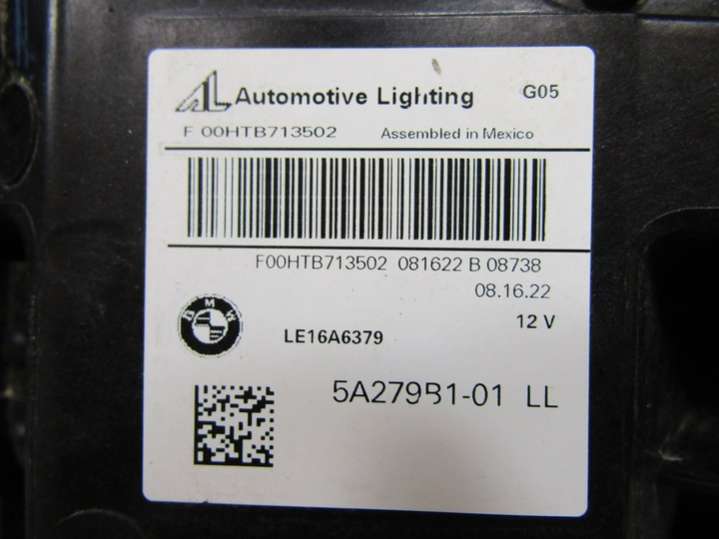 AL Automotive Lighting G05
F 00HTB713502 Assembled in Mexico
F00HTB713502 081622 B 08738
08.16.22
BMW
12 V
LE16A6379
5A279B1-01 LL